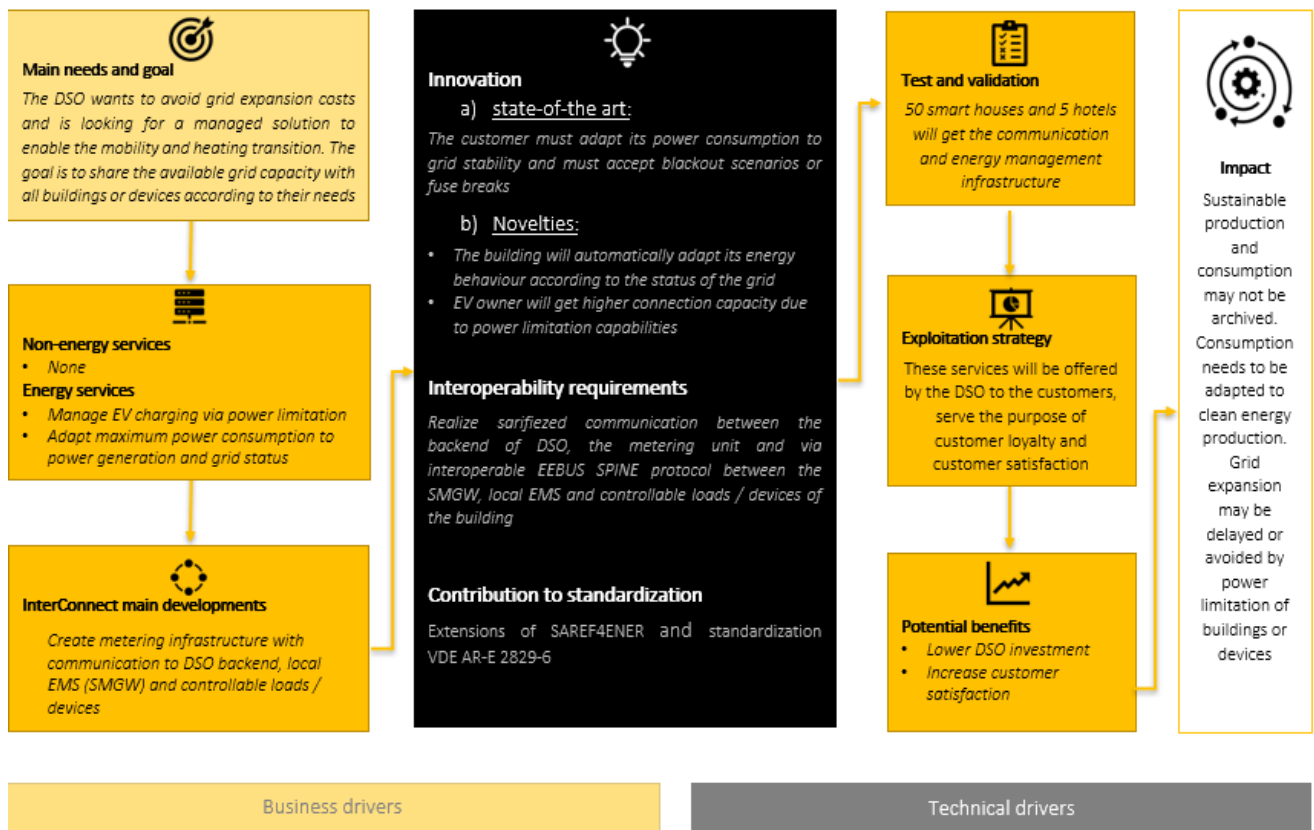 Main needs and goal
The DSO wants to avoid grid expansion costs
and is looking for a managed solution to
enable the mobility and heating transition. The
goal is to share the available grid capacity with
all buildings or devices according to their needs
Non-energy services
• None
Energy services
• Manage EV charging via power limitation
• Adapt maximum power consumption to
power generation and grid status
InterConnect main developments
Create metering infrastructure with
communication to DSO backend, local
EMS (SMGW) and controllable loads /
devices
Innovation
a) state-of-the art:
The customer must adapt its power consumption to
grid stability and must accept blackout scenarios or
fuse breaks
b) Novelties:
• The building will automatically adapt its energy
behaviour according to the status of the grid
• EV owner will get higher connection capacity due
to power limitation capabilities
Interoperability requirements
Realize sarifiezed communication between the
backend of DSO, the metering unit and via
interoperable EEBUS SPINE protocol between the
SMGW, local EMS and controllable loads / devices of
the building
Contribution to standardization
Extensions of SAREF4ENER and standardization
VDE AR-E 2829-6
Test and validation
50 smart houses and 5 hotels
will get the communication
and energy management
infrastructure
Exploitation strategy
These services will be offered
by the DSO to the customers,
serve the purpose of
customer loyalty and
customer satisfaction
Potential benefits
• Lower DSO investment
• Increase customer
satisfaction
Impact
Sustainable
production
and
consumption
may not be
archived.
Consumption
needs to be
adapted to
clean energy
production.
Grid
expansion
may be
delayed or
avoided by
power
limitation of
buildings or
devices
Business drivers
Technical drivers